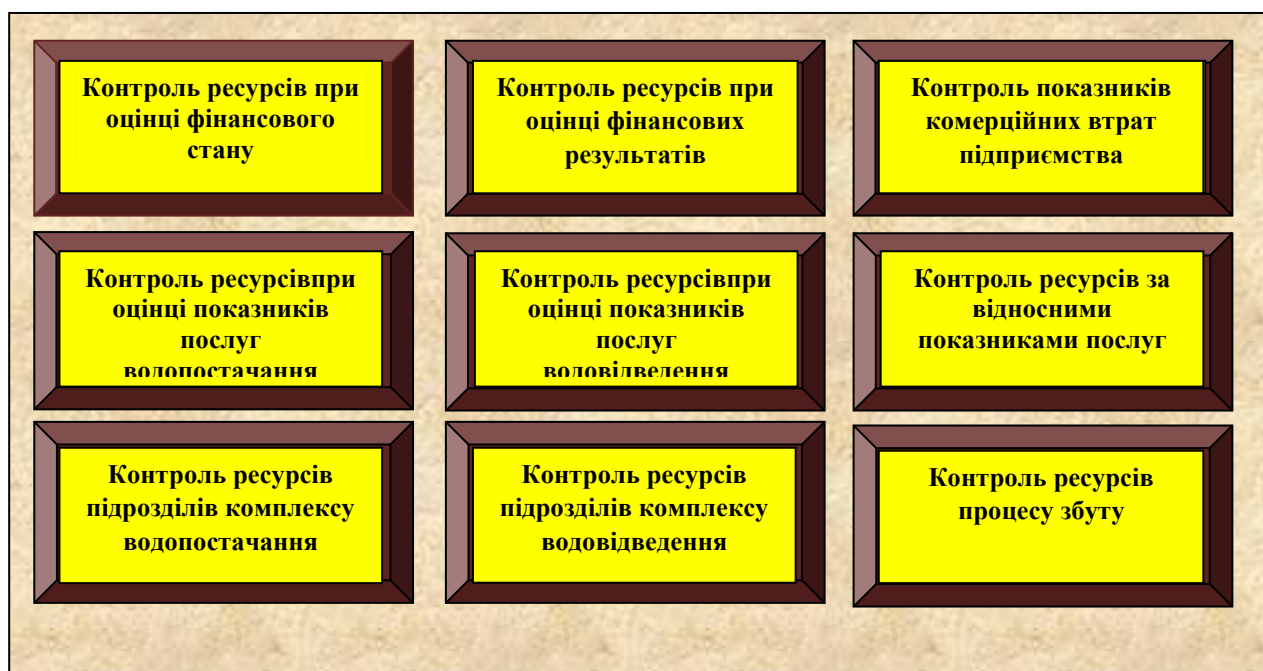 Контроль ресурсів при
оцінці фінансового
стану
Контроль ресурсів при
оцінці фінансових
результатів
Контроль показників
комерційних втрат
підприємства
Контроль ресурсівпри
оцінці показників
послуг
водопостачання
Контроль ресурсівпри
оцінці показників
послуг
водовідведення
Контроль ресурсів за
відносними
показниками послуг
Контроль ресурсів
підрозділів комплексу
водопостачання
Контроль ресурсів
підрозділів комплексу
водовідведення
Контроль ресурсів
процесу збуту